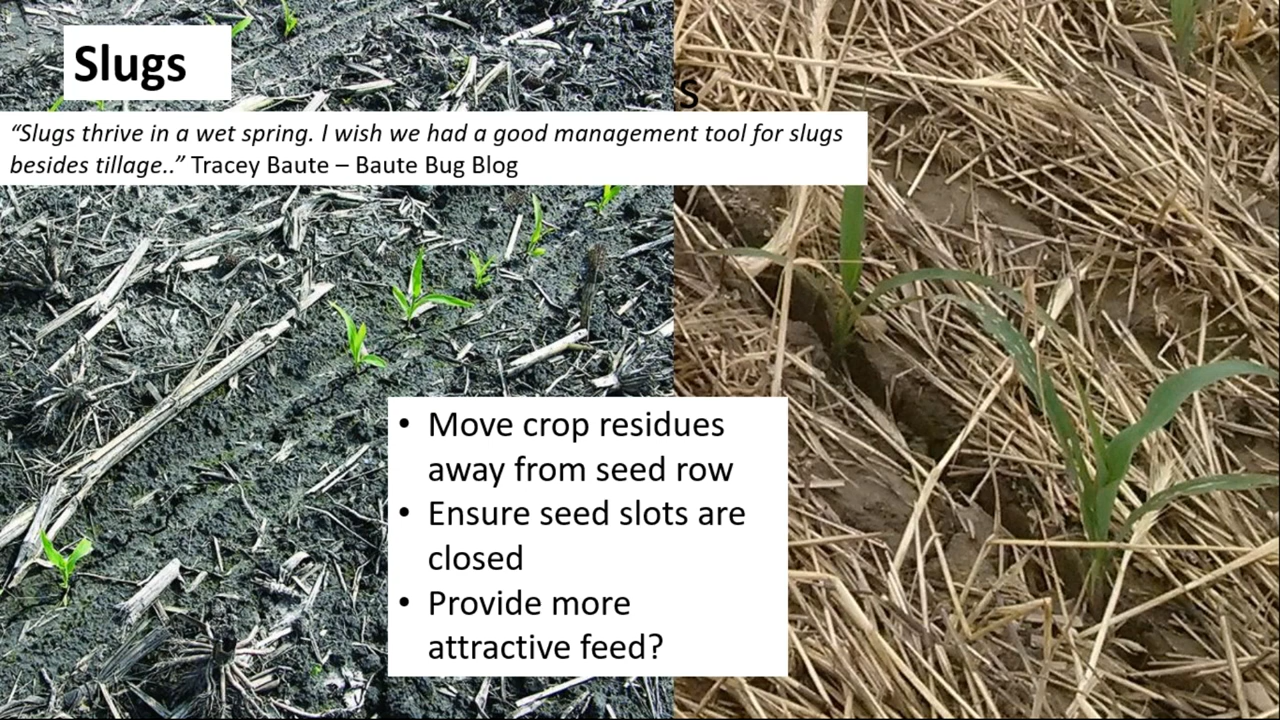 Slugs
s
“Slugs thrive in a wet spring. I wish we had a good management tool for slugs
besides tillage..” Tracey Baute – Baute Bug Blog
• Move crop residues
away from seed row
• Ensure seed slots are
closed
• Provide more
attractive feed?